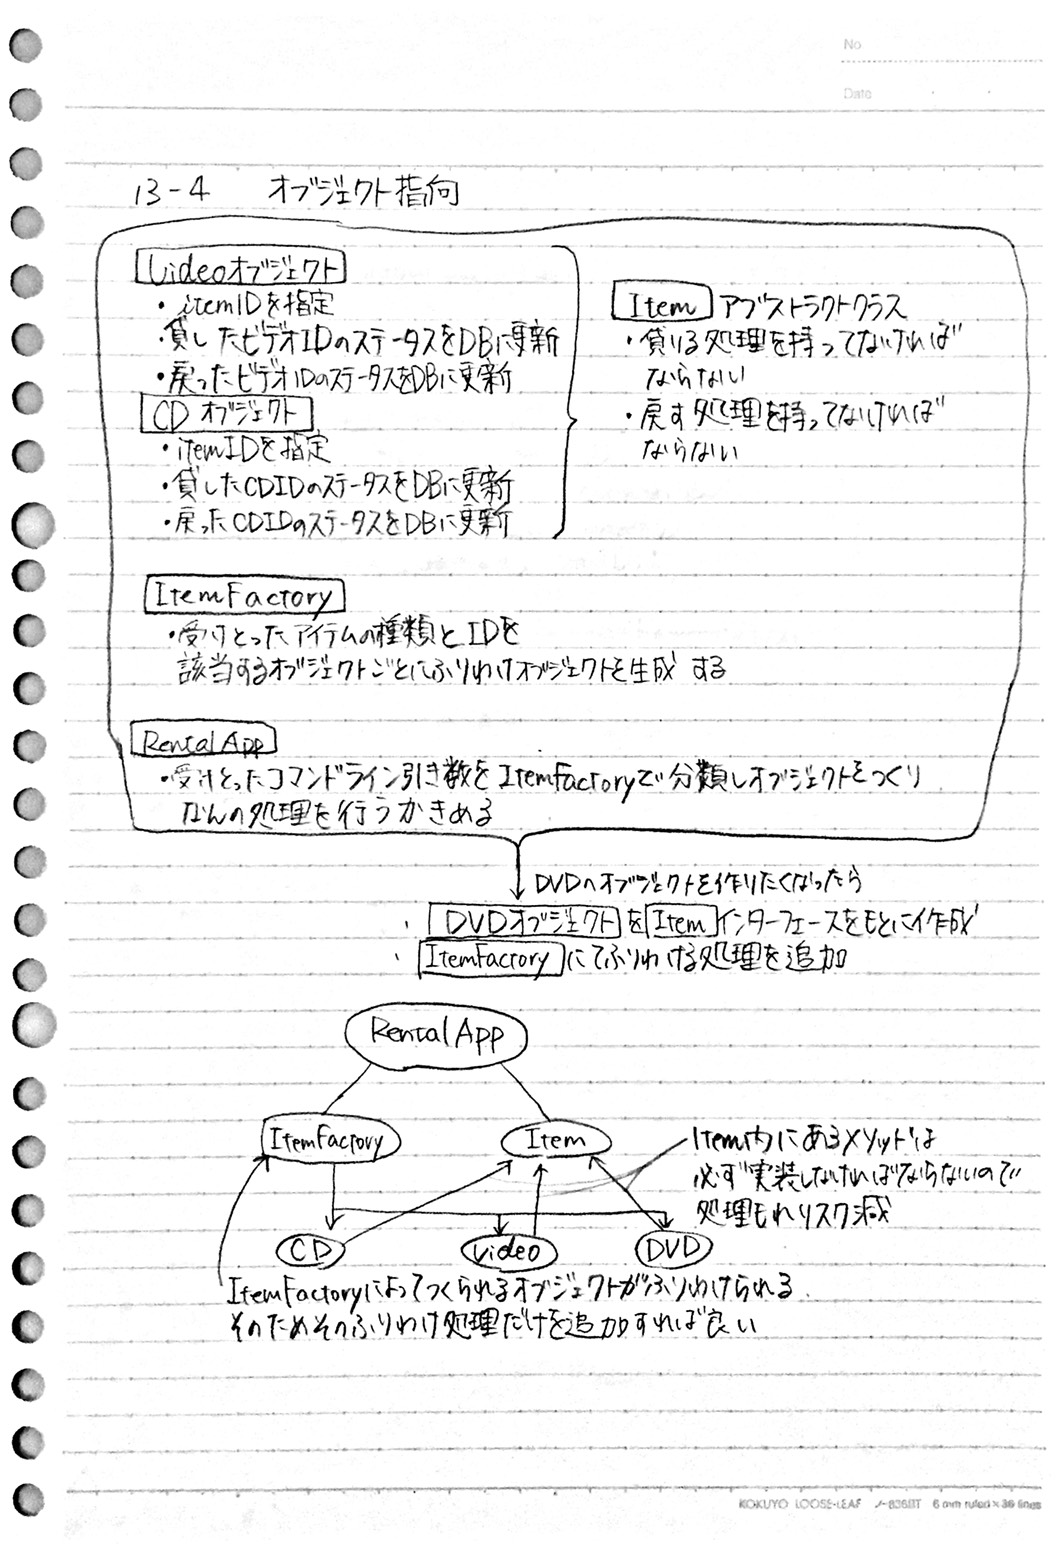 No
Date
13-4 オブジェクト指向
Videoオブジェクト
・itemIDを指定
・貸したビデオIDのステータスをDBに更新
・戻ったビデオIDのステータスをDBに更新
CD オブジェクト
・itemIDを指定
・貸したCDIDのステータスをDBに更新
・戻ったCDIDのステータスをDBに更新
Item アブストラクトクラス
・借りる処理を持ってなければ
ならない
・戻す処理を持ってなければ
ならない
ItemFactory
・受けとったアイテムの種類とIDを
該当するオブジェクトごとにふりわけオブジェクトを生成する
RentalApp
・受けとったコマンドライン引き数をItemFactoryで分類しオブジェクトをつくり
なんの処理を行うかきめる
DVDのオブジェクトを作りたくなったら
・DVDオブジェクトをItemインターフェースをもとに作成
・ItemFactoryにてふりわける処理を追加
RentalApp
ItemFactory
Item
Item内にあるメソッドは
必ず実装しなければならないので
処理もれリスク減
CD
Video
DVD
ItemFactoryによってつくられるオブジェクトがふりわけられる
そのためそのふりわけ処理だけを追加すれば良い
KOKUYO LOOSE-LEAF ノ-836BT 6 mm ruled×36 lines